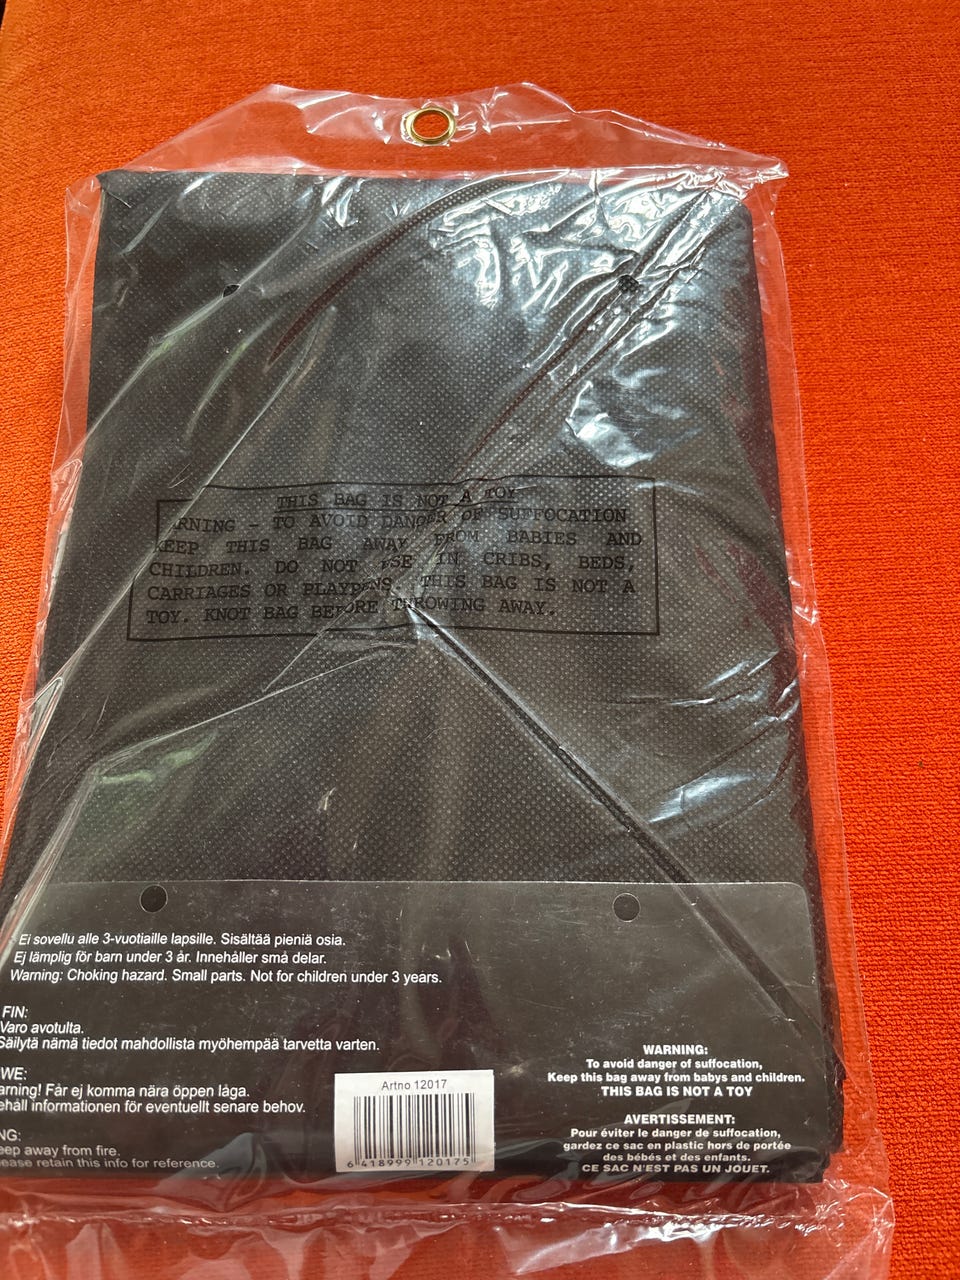 THIS BAG IS NOT A TOY
ARNING - TO AVOID DANGER OF SUFFOCATION
KEEP THIS BAG AWAY FROM BABIES AND
CHILDREN. DO NOT USE IN CRIBS, BEDS,
CARRIAGES OR PLAYPENS. THIS BAG IS NOT A
TOY. KNOT BAG BEFORE THROWING AWAY.
Ei sovellu alle 3-vuotiaille lapsille. Sisältää pieniä osia.
Ej lämplig för barn under 3 år. Innehåller små delar.
Warning: Choking hazard. Small parts. Not for children under 3 years.
FIN:
Varo avotulta.
Säilytä nämä tiedot mahdollista myöhempää tarvetta varten.
WE:
arning! Får ej komma nära öppen låga.
ehåll informationen för eventuellt senare behov.
NG:
eep away from fire.
ease retain this info for reference.
Artno 12017
6 418999 120175
WARNING:
To avoid danger of suffocation,
Keep this bag away from babys and children.
THIS BAG IS NOT A TOY
AVERTISSEMENT:
Pour éviter le danger de suffocation,
gardez ce sac en plastic hors de portée
des bébés et des enfants.
CE SAC N'EST PAS UN JOUET.